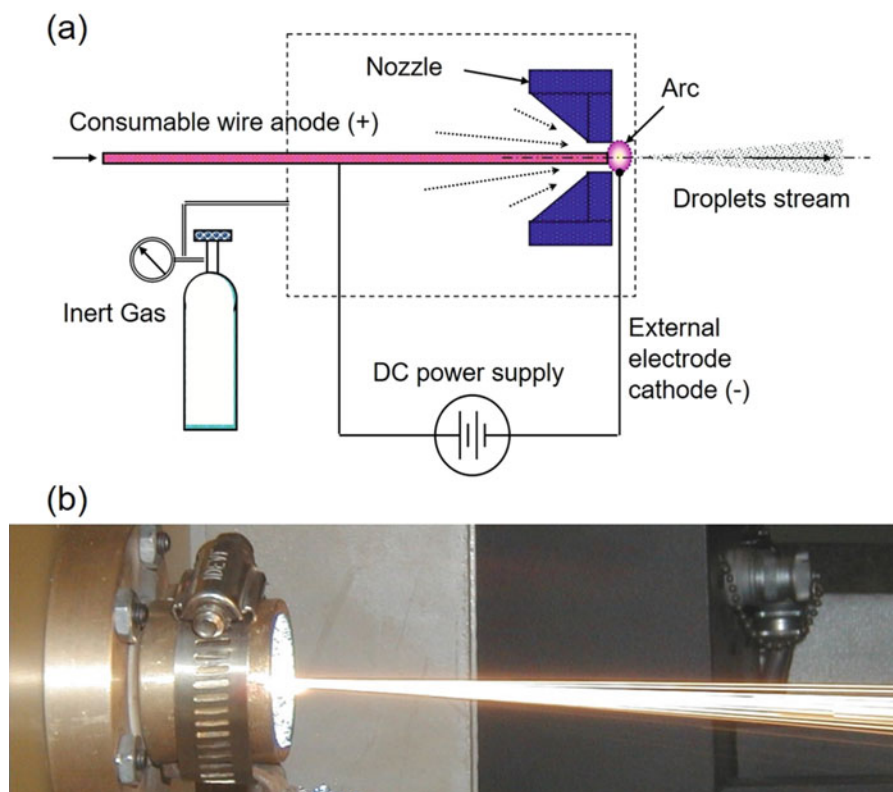 (a)
Nozzle
Arc
Consumable wire anode (+)
Droplets stream
Inert Gas
External
electrode
cathode (-)
DC power supply
(b)